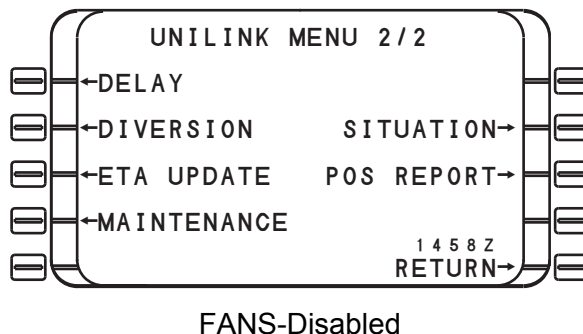 UNILINK MENU 2/2
←DELAY
←DIVERSION SITUATION→
←ETA UPDATE POS REPORT→
←MAINTENANCE
1458Z
RETURN→
FANS-Disabled